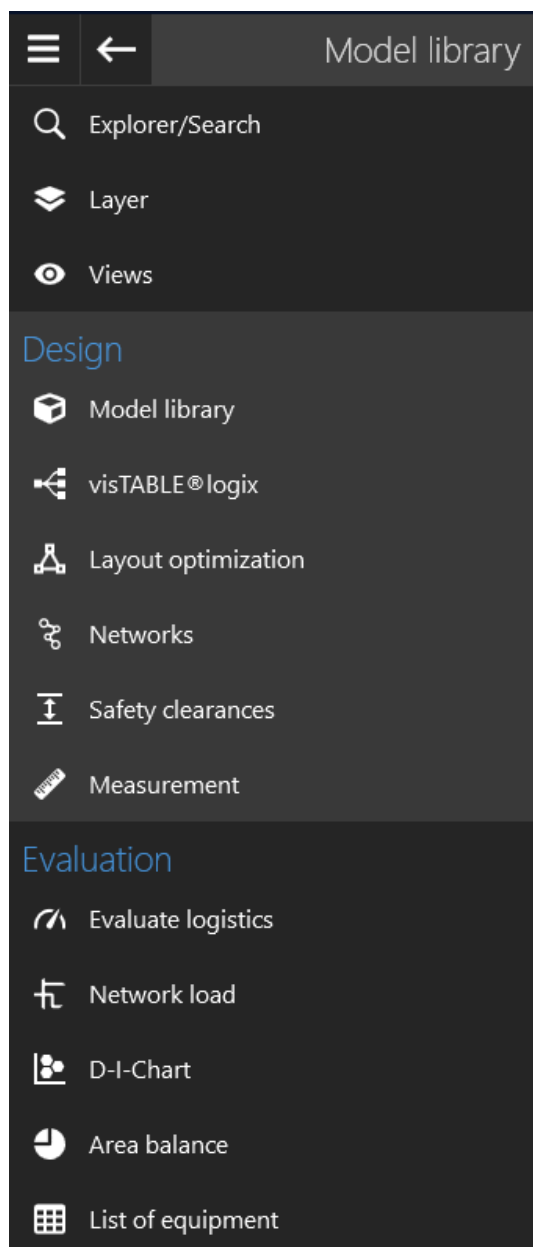 Model library
Explorer/Search
Layer
Views
Design
Model library
visTABLE®logix
Layout optimization
Networks
Safety clearances
Measurement
Evaluation
Evaluate logistics
Network load
D-I-Chart
Area balance
List of equipment